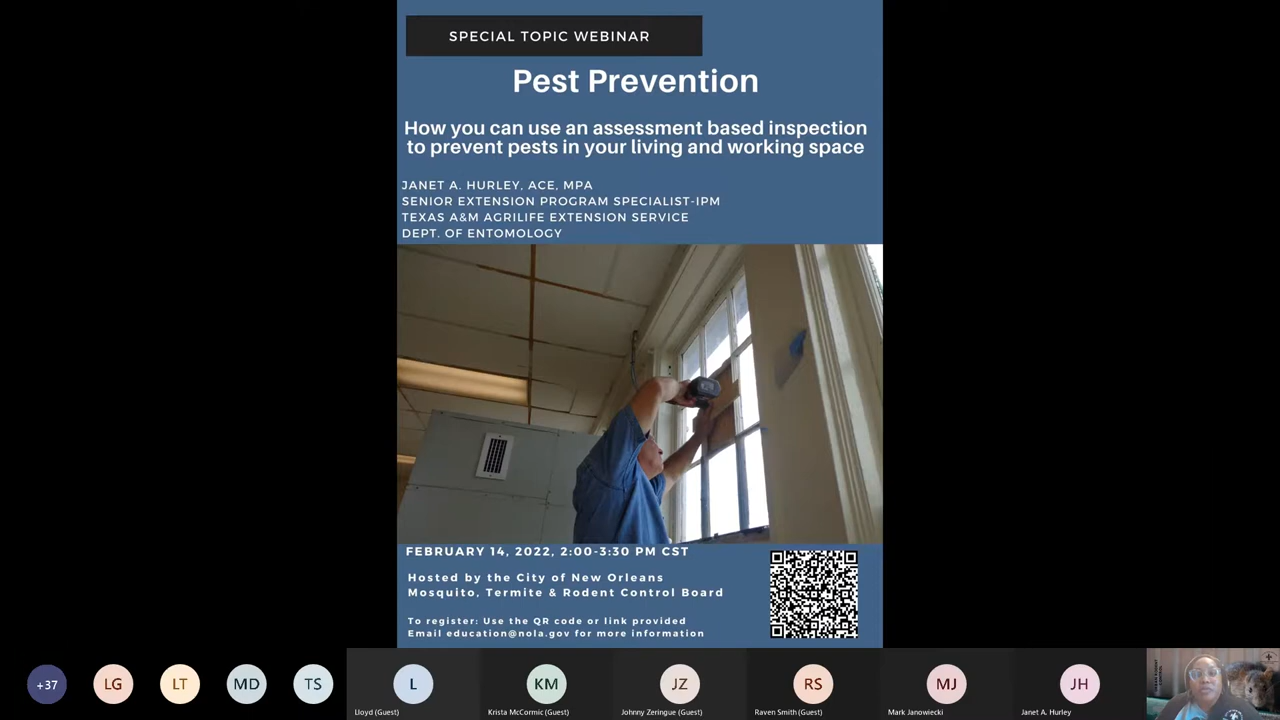 SPECIAL TOPIC WEBINAR
Pest Prevention
How you can use an assessment based inspection
to prevent pests in your living and working space
JANET A. HURLEY, ACE, MPA
SENIOR EXTENSION PROGRAM SPECIALIST-IPM
TEXAS A&M AGRILIFE EXTENSION SERVICE
DEPT. OF ENTOMOLOGY
FEBRUARY 14, 2022, 2:00-3:30 PM CST
Hosted by the City of New Orleans
Mosquito, Termite & Rodent Control Board
To register: Use the QR code or link provided
Email education@nola.gov for more information
+37 LG LT MD TS L KM JZ RS MJ JH
Lloyd (Guest) Krista McCormic (Guest) Johnny Zeringue (Guest) Raven Smith (Guest) Mark Janowiecki Janet A. Hurley